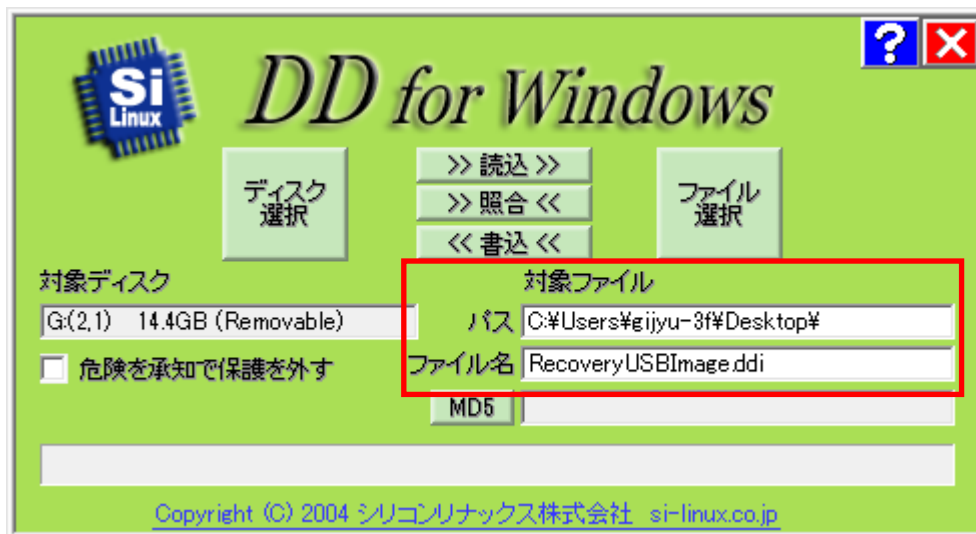 ?
Si
Linux
DD for Windows
ディスク
選択
>> 読込 >>
>> 照合 <<
<< 書込 <<
ファイル
選択
対象ディスク
対象ファイル
G:(2,1) 14.4GB (Removable)
パス C:¥Users¥gijyu-3f¥Desktop¥
危険を承知で保護を外す
ファイル名 RecoveryUSBImage.ddi
MD5
Copyright (C) 2004 シリコンリナックス株式会社 si-linux.co.jp